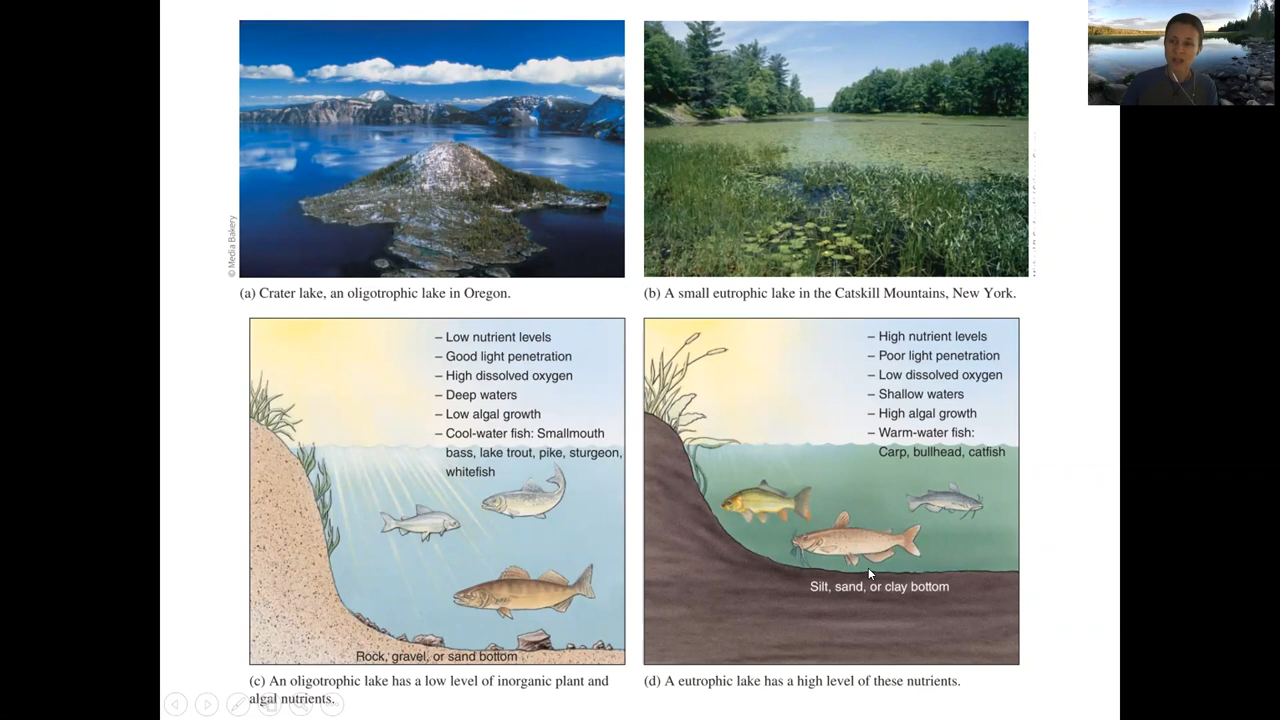 © Media Bakery
(a) Crater lake, an oligotrophic lake in Oregon.
(b) A small eutrophic lake in the Catskill Mountains, New York.
– Low nutrient levels
– Good light penetration
– High dissolved oxygen
– Deep waters
– Low algal growth
– Cool-water fish: Smallmouth
bass, lake trout, pike, sturgeon,
whitefish
Rock, gravel, or sand bottom
– High nutrient levels
– Poor light penetration
– Low dissolved oxygen
– Shallow waters
– High algal growth
– Warm-water fish:
Carp, bullhead, catfish
Silt, sand, or clay bottom
(c) An oligotrophic lake has a low level of inorganic plant and
algal nutrients.
(d) A eutrophic lake has a high level of these nutrients.